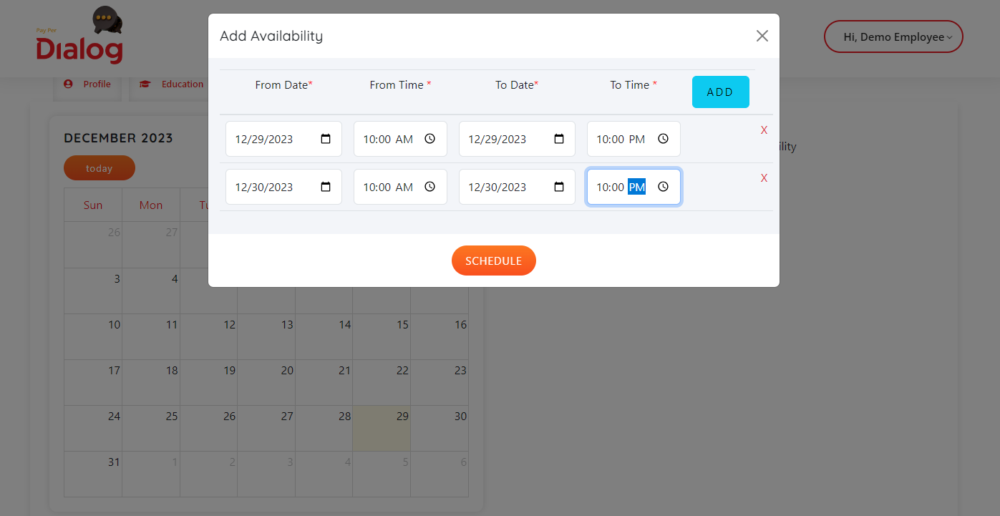 Pay Per
Dialog
Add Availability
Hi, Demo Employee
Profile
Education
From Date*
From Time *
To Date*
To Time *
ADD
12/29/2023
10:00 AM
12/29/2023
10:00 PM
X
12/30/2023
10:00 AM
12/30/2023
10:00 PM
X
SCHEDULE
DECEMBER 2023
today
Sun Mon
26 27
3 4
10 11 12 13 14 15 16
17 18 19 20 21 22 23
24 25 26 27 28 29 30
31 1 2 3 4 5 6